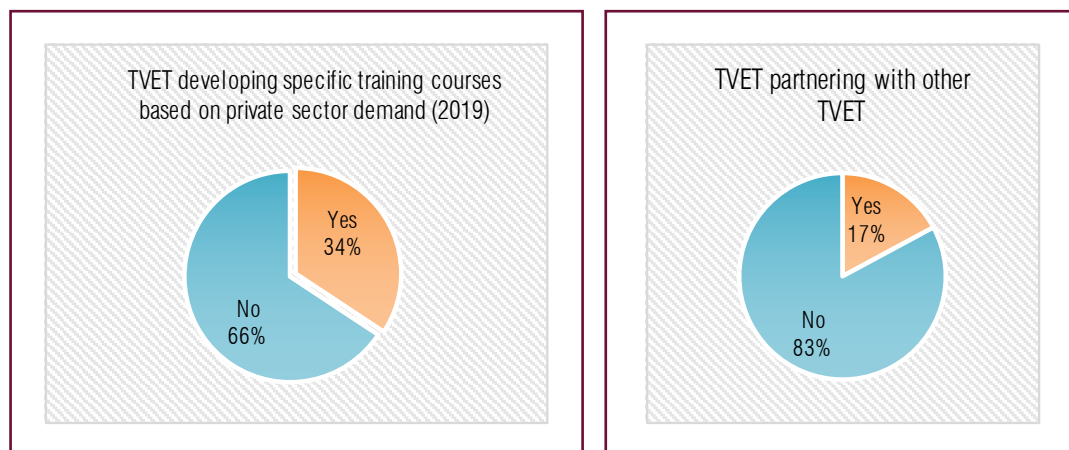 TVET developing specific training courses
based on private sector demand (2019)
Yes
34%
No
66%
TVET partnering with other
TVET
Yes
17%
No
83%